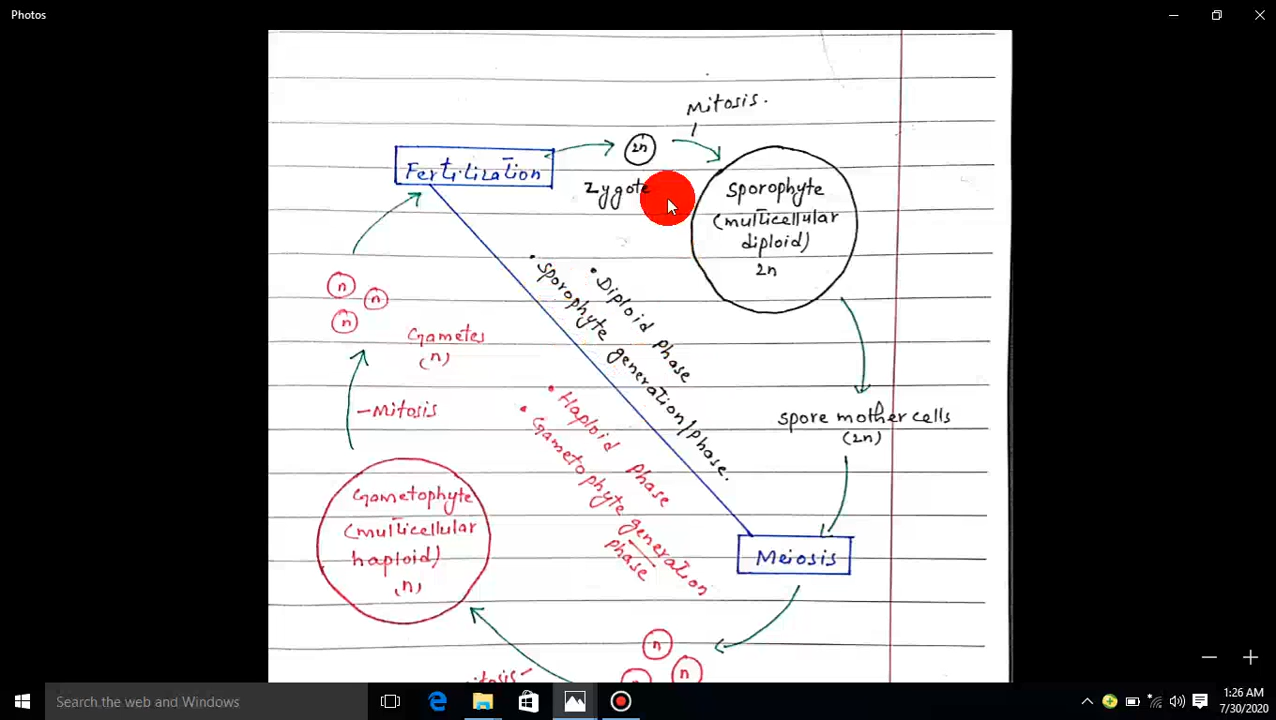 Photos
Mitosis.
Fertilization
2n
Zygote
Sporophyte
(multicellular
diploid)
2n
n
n
n
• Diploid phase
• Sporophyte generation/phase.
Gametes
(n)
• Haploid phase
• Gametophyte generation
phase
– Mitosis
spore mother cells
(2n)
Gametophyte
(multicellular
haploid)
(n)
Meiosis
n
n
Search the web and Windows
1:26 AM
7/30/2020